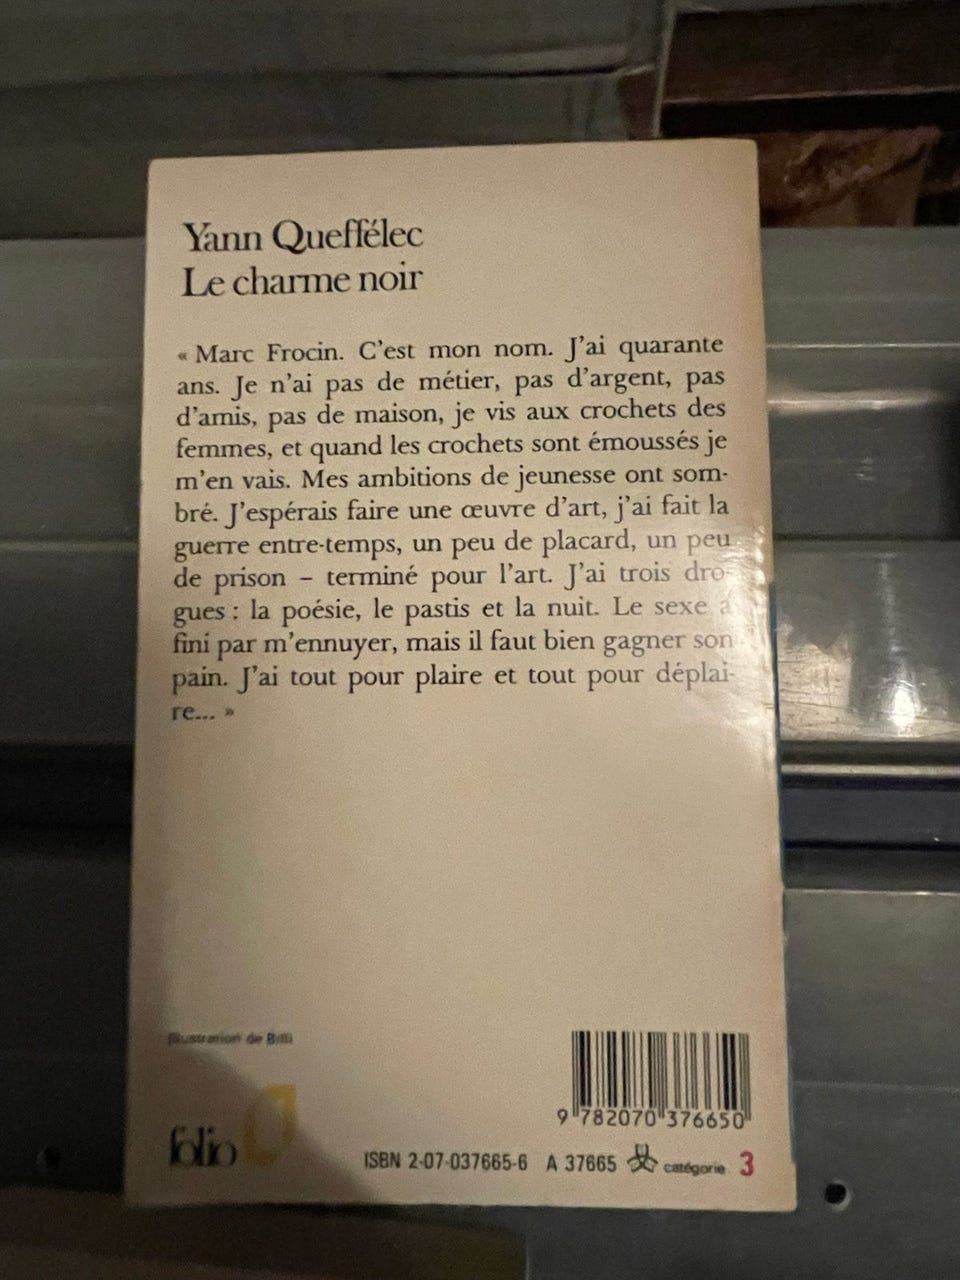 Yann Queffélec
Le charme noir
« Marc Frocin. C'est mon nom. J'ai quarante
ans. Je n'ai pas de métier, pas d'argent, pas
d'amis, pas de maison, je vis aux crochets des
femmes, et quand les crochets sont émoussés je
m'en vais. Mes ambitions de jeunesse ont som-
bré. J'espérais faire une œuvre d'art, j'ai fait la
guerre entre-temps, un peu de placard, un peu
de prison – terminé pour l'art. J'ai trois dro-
gues : la poésie, le pastis et la nuit. Le sexe a
fini par m'ennuyer, mais il faut bien gagner son
pain. J'ai tout pour plaire et tout pour déplai-
re... »
Illustration de
9 782070 376650
folio
ISBN 2-07-037665-6 A 37665 catégorie 3